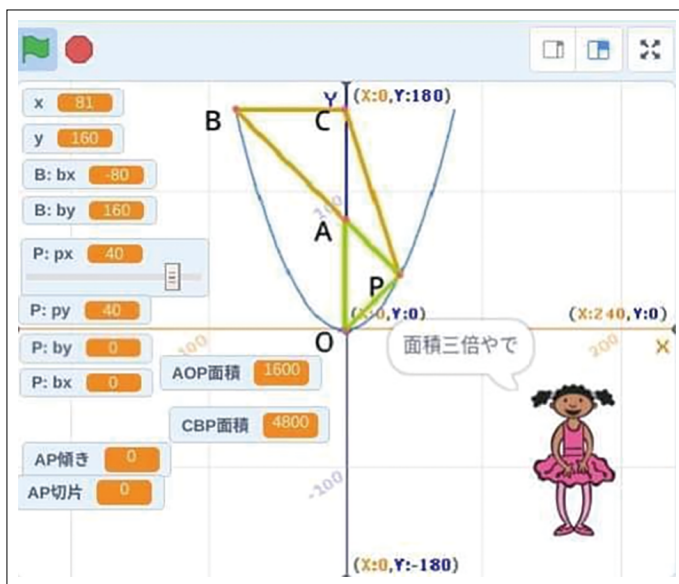 x 81
y 160
B: bx -80
B: by 160
P: px 40
P: py 40
P: by 0
P: bx 0
AOP面積 1600
CBP面積 4800
AP傾き 0
AP切片 0
Y (X:0,Y:180)
B
C
100
A
P
(X:0,Y:0)
(X:240,Y:0)
O
100
200
X
面積三倍やで
-100
(X:0,Y:-180)